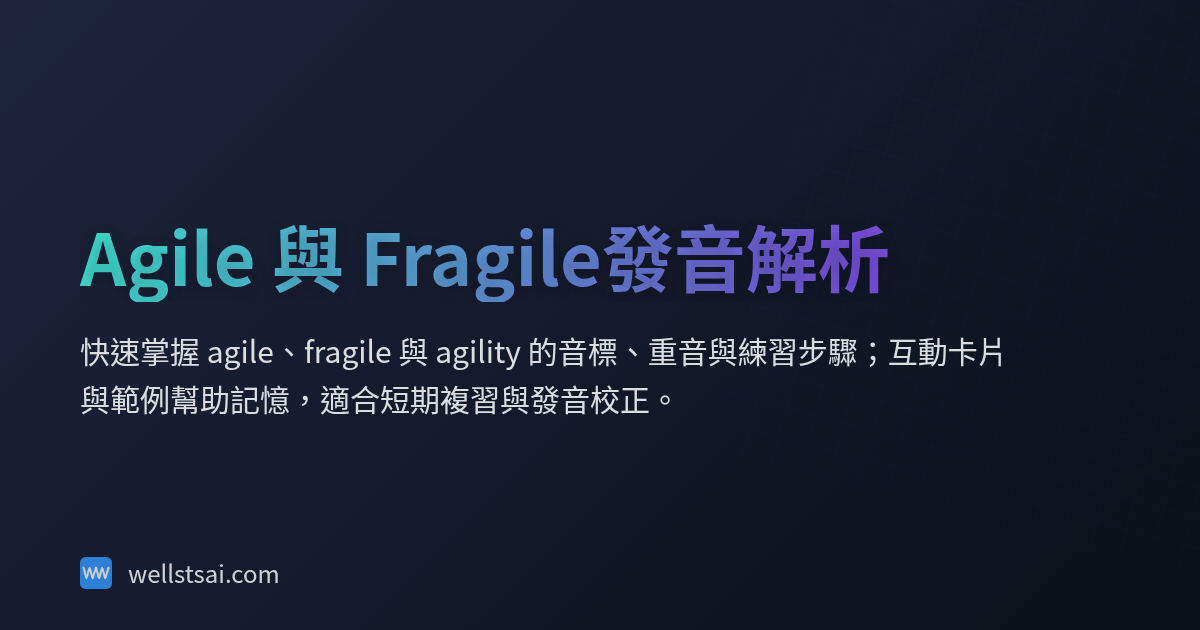 Agile 與 Fragile發音解析
快速掌握 agile、fragile 與 agility 的音標、重音與練習步驟；互動卡片
與範例幫助記憶，適合短期複習與發音校正。
wellstsai.com